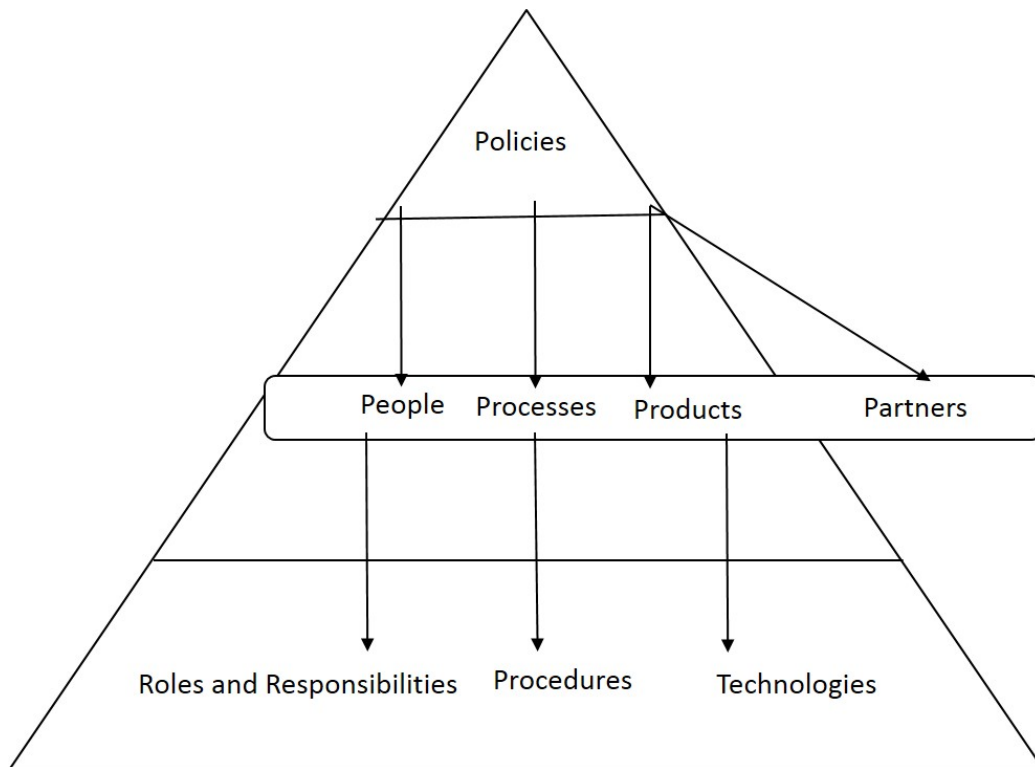 Policies
People Processes Products Partners
Roles and Responsibilities Procedures Technologies